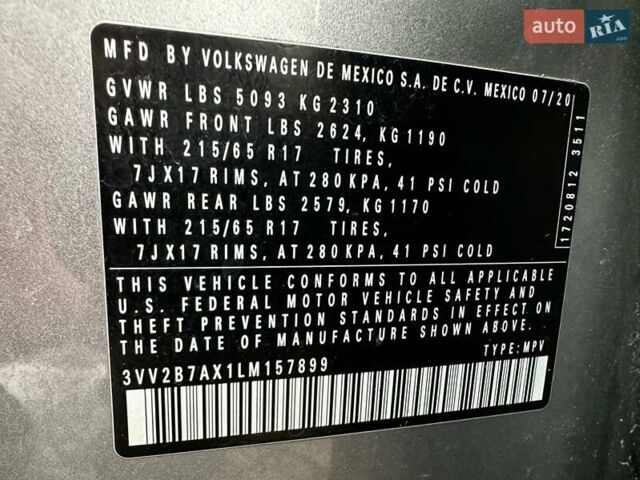 auto RIA
.com
MFD BY VOLKSWAGEN DE MEXICO S.A. DE C.V. MEXICO 07/20
GVWR LBS 5093 KG 2310
GAWR FRONT LBS 2624, KG 1190
WITH 215/65 R17 TIRES,
7JX17 RIMS, AT 280 KPA, 41 PSI COLD
GAWR REAR LBS 2579, KG 1170
WITH 215/65 R17 TIRES,
7JX17 RIMS, AT 280 KPA, 41 PSI COLD
1720812 3511
THIS VEHICLE CONFORMS TO ALL APPLICABLE
U.S. FEDERAL MOTOR VEHICLE SAFETY AND
THEFT PREVENTION STANDARDS IN EFFECT ON
THE DATE OF MANUFACTURE SHOWN ABOVE.
3VV2B7AX1LM157899 TYPE: MPV